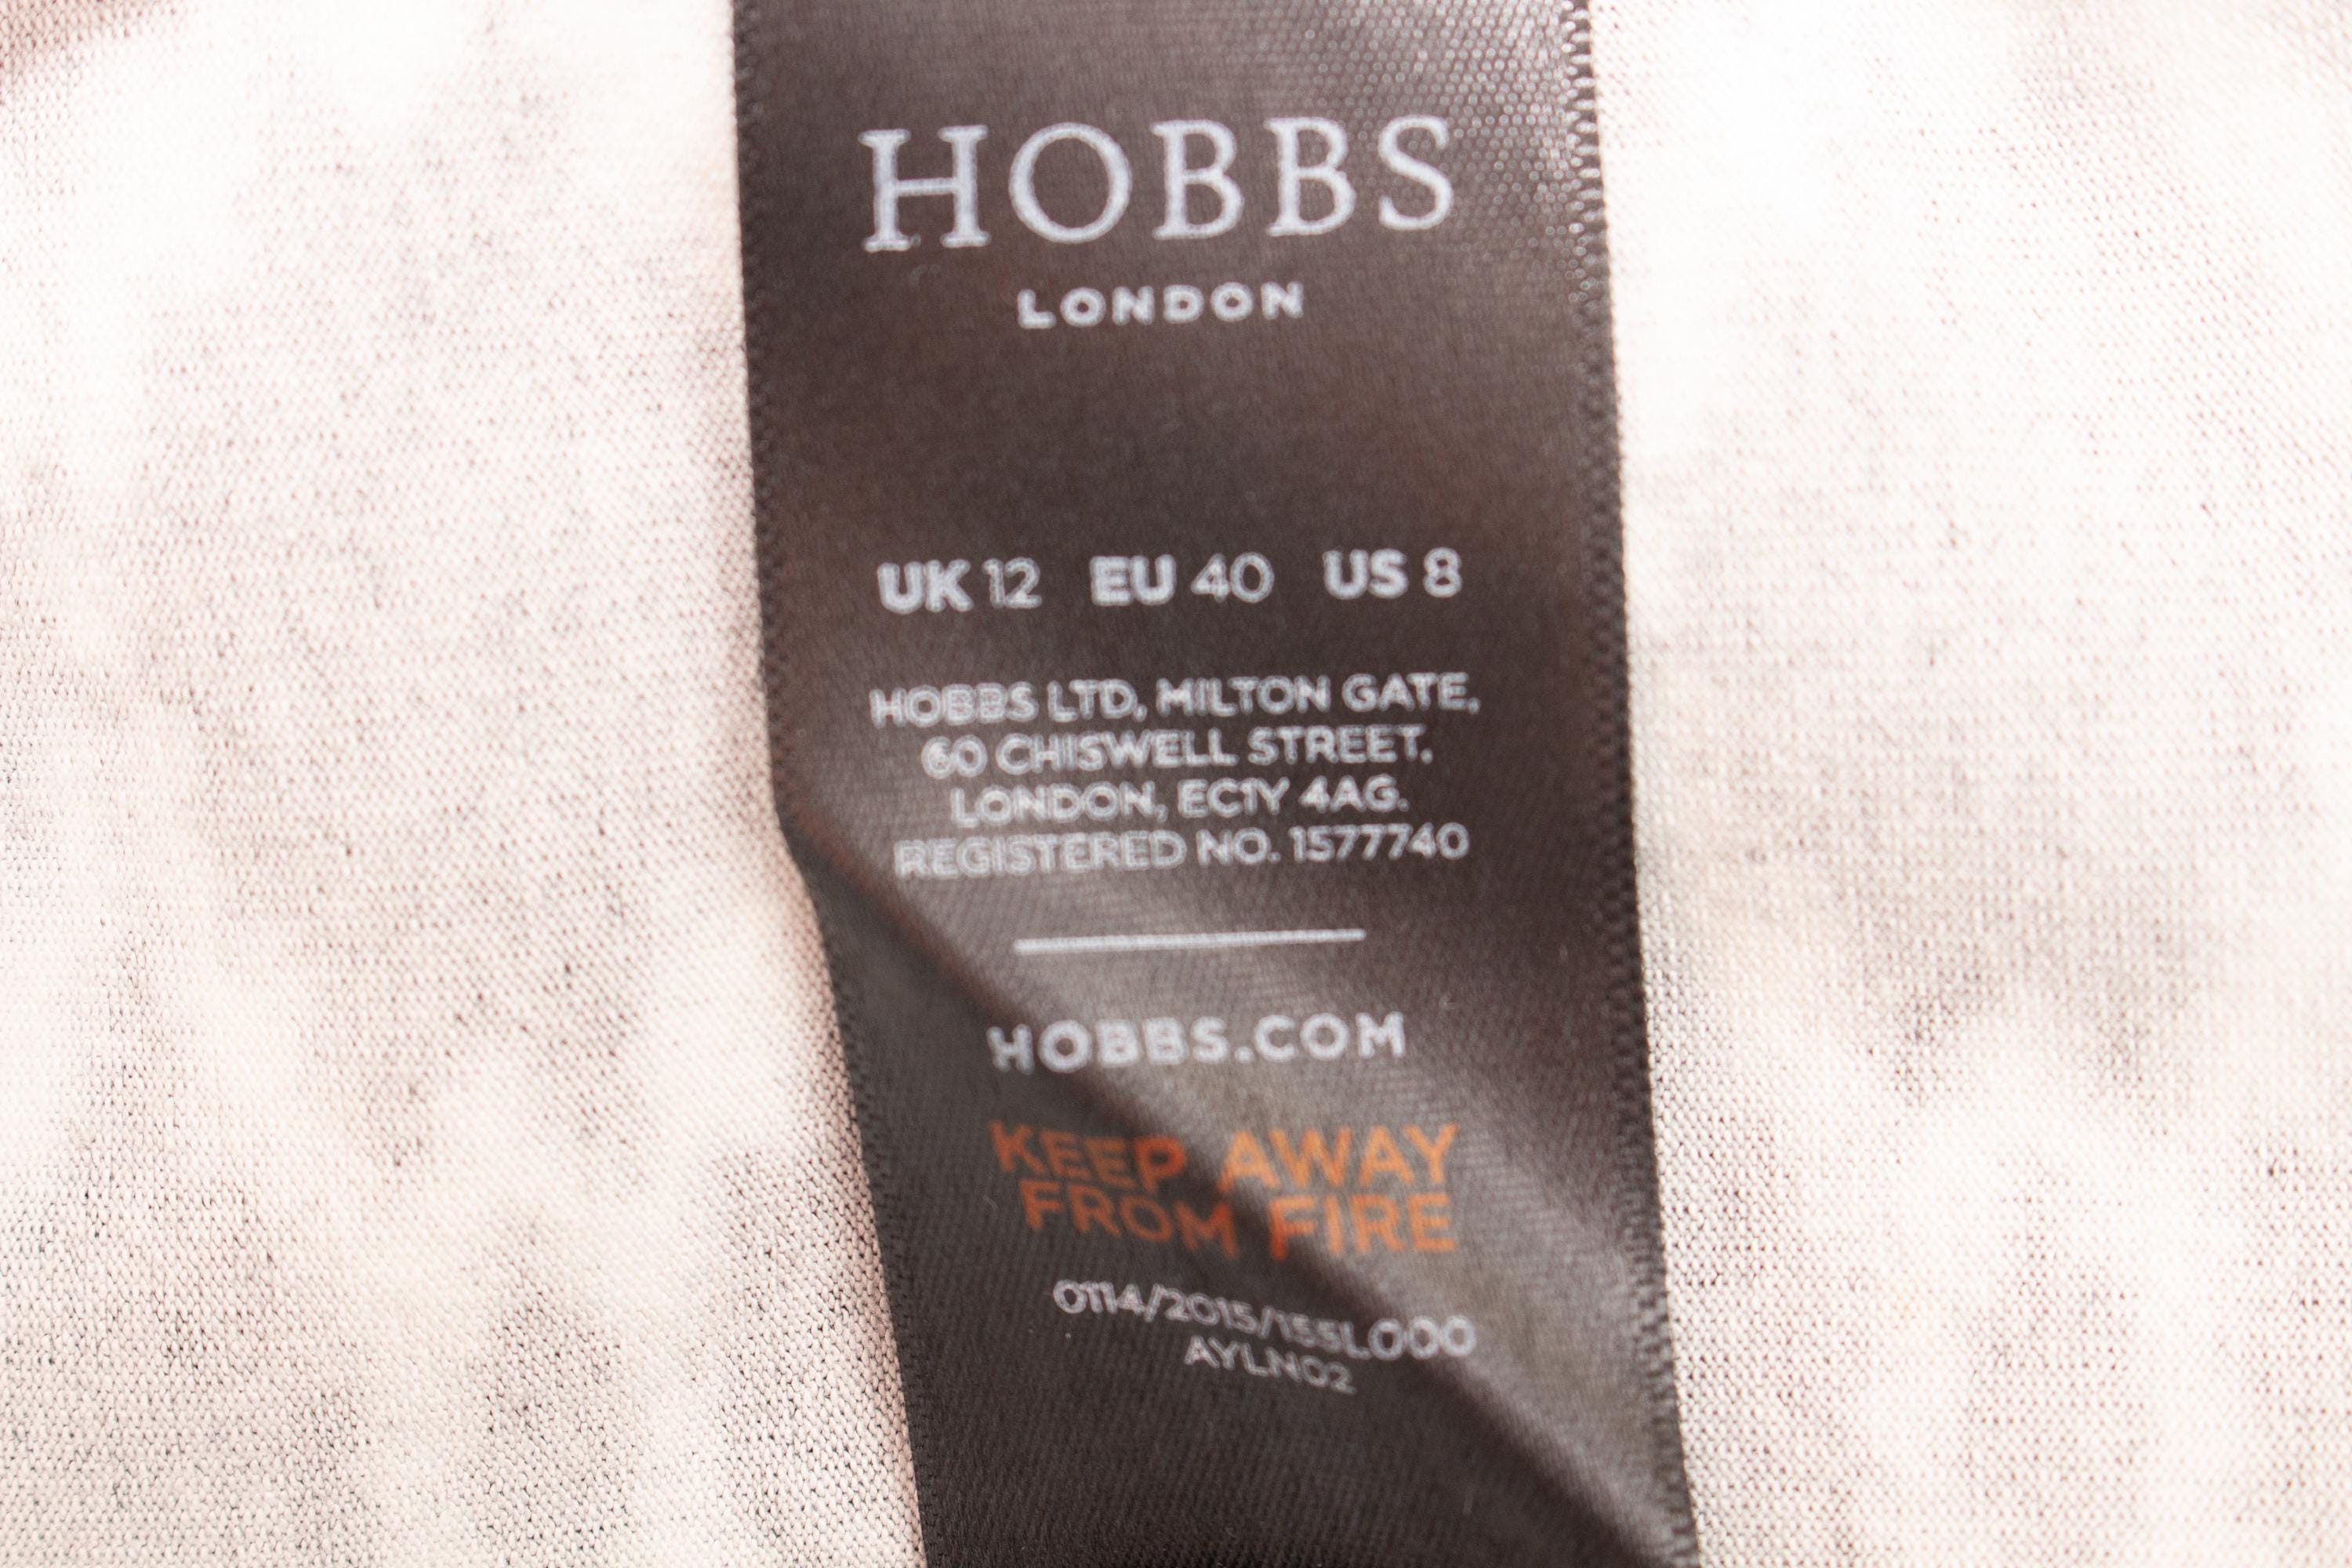 HOBBS
LONDON
UK 12 EU 40 US 8
HOBBS LTD, MILTON GATE,
60 CHISWELL STREET,
LONDON, EC1Y 4AG.
REGISTERED NO. 1577740
HOBBS.COM
KEEP AWAY
FROM FIRE
0114/2015/155L000
AYLN02